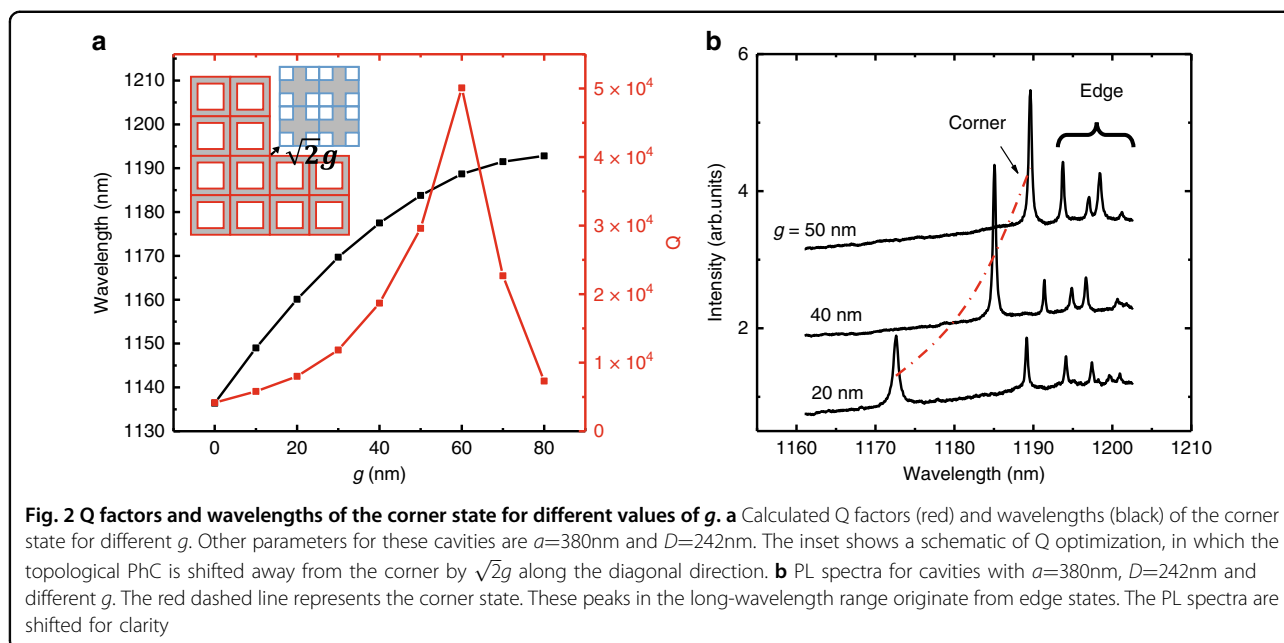 a
1210
1200
1190
1180
1170
1160
1150
1140
1130
Wavelength (nm)
√2g
5 × 10⁴
4 × 10⁴
3 × 10⁴
2 × 10⁴
1 × 10⁴
0
Q
0 20 40 60 80
g (nm)
b
6
4
2
Intensity (arb.units)
Edge
Corner
g = 50 nm
40 nm
20 nm
1160 1170 1180 1190 1200 1210
Wavelength (nm)
Fig. 2 Q factors and wavelengths of the corner state for different values of g. a Calculated Q factors (red) and wavelengths (black) of the corner
state for different g. Other parameters for these cavities are a=380nm and D=242nm. The inset shows a schematic of Q optimization, in which the
topological PhC is shifted away from the corner by √2g along the diagonal direction. b PL spectra for cavities with a=380nm, D=242nm and
different g. The red dashed line represents the corner state. These peaks in the long-wavelength range originate from edge states. The PL spectra are
shifted for clarity